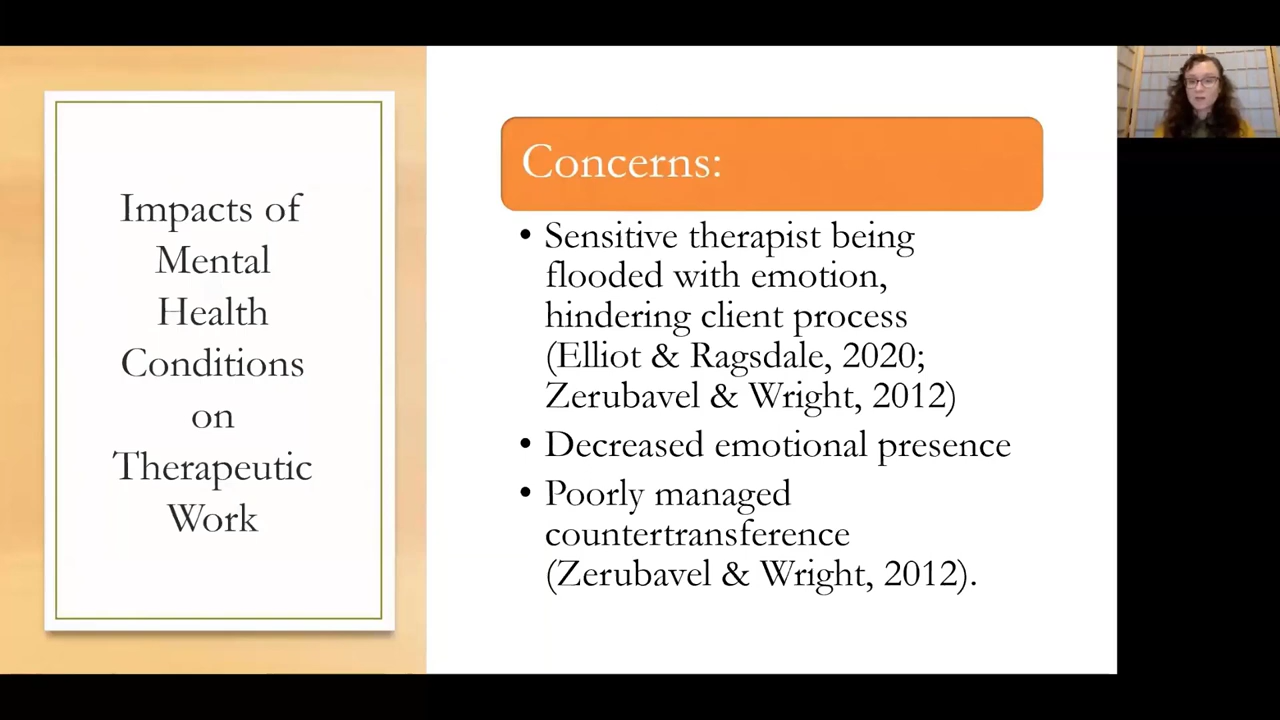 Impacts of
Mental
Health
Conditions
on
Therapeutic
Work
Concerns:
• Sensitive therapist being
flooded with emotion,
hindering client process
(Elliot & Ragsdale, 2020;
Zerubavel & Wright, 2012)
• Decreased emotional presence
• Poorly managed
countertransference
(Zerubavel & Wright, 2012).